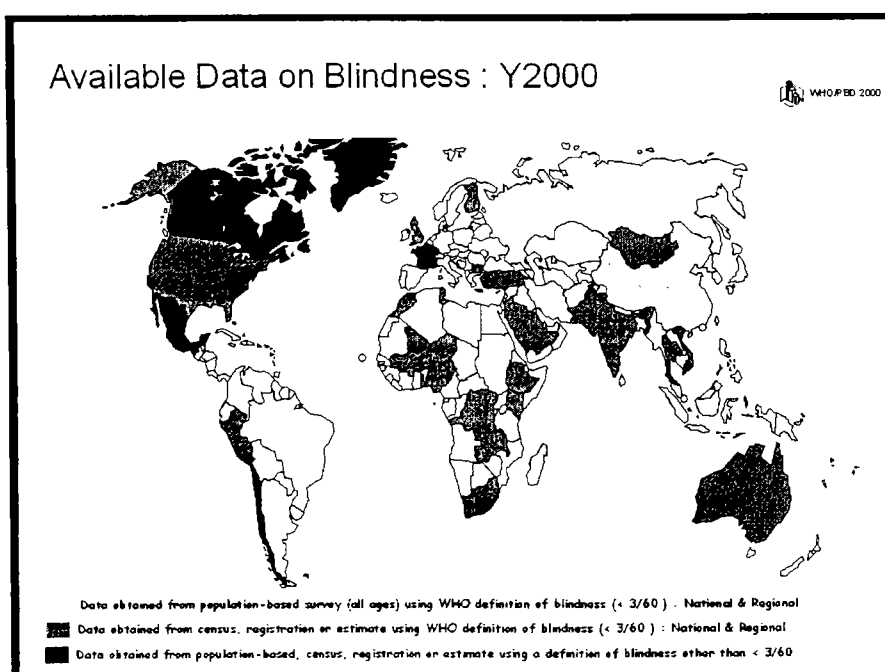 Available Data on Blindness : Y2000
WHO/PBD 2000
Data obtained from population-based survey (all ages) using WHO definition of blindness (< 3/60 ) . National & Regional
Data obtained from census, registration or estimate using WHO definition of blindness (< 3/60 ) : National & Regional
Data obtained from population-based, census, registration or estimate using a definition of blindness other than < 3/60